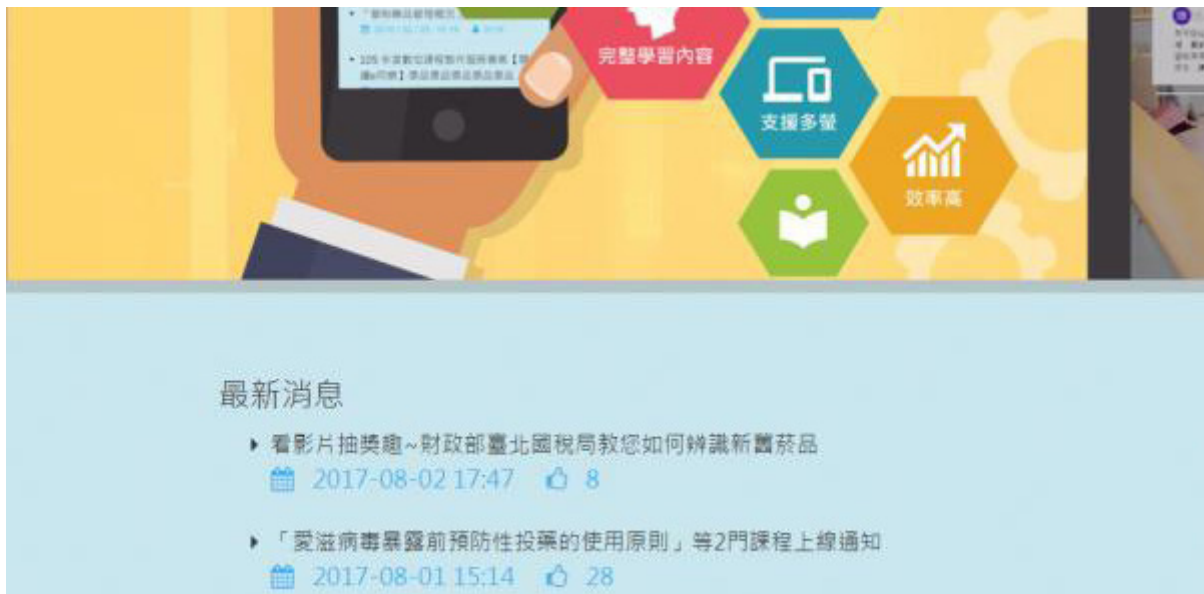 完整學習內容
支援多螢
效率高
最新消息
看影片抽獎趣~財政部臺北國稅局教您如何辨識新舊菸品
2017-08-02 17:47 8
「愛滋病毒暴露前預防性投藥的使用原則」等2門課程上線通知
2017-08-01 15:14 28